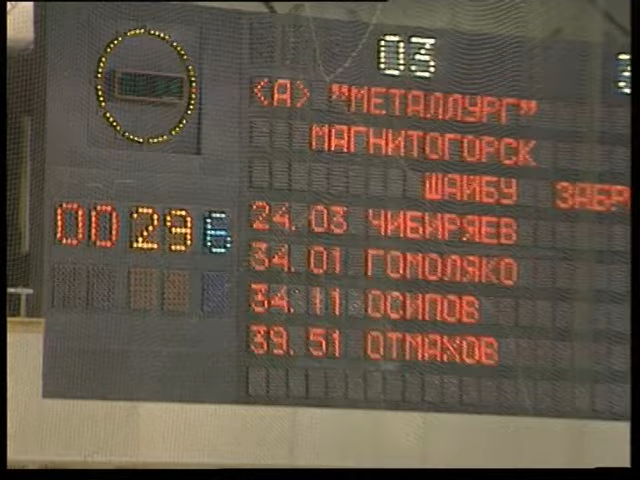 03
<А> "МЕТАЛЛУРГ"
МАГНИТОГОРСК
ШАЙБУ ЗАБР
00 29 6
24.03 ЧИБИРЯЕВ
34.01 ГОМОЛЯКО
34.11 ОСИПОВ
39.51 ОТМАХОВ